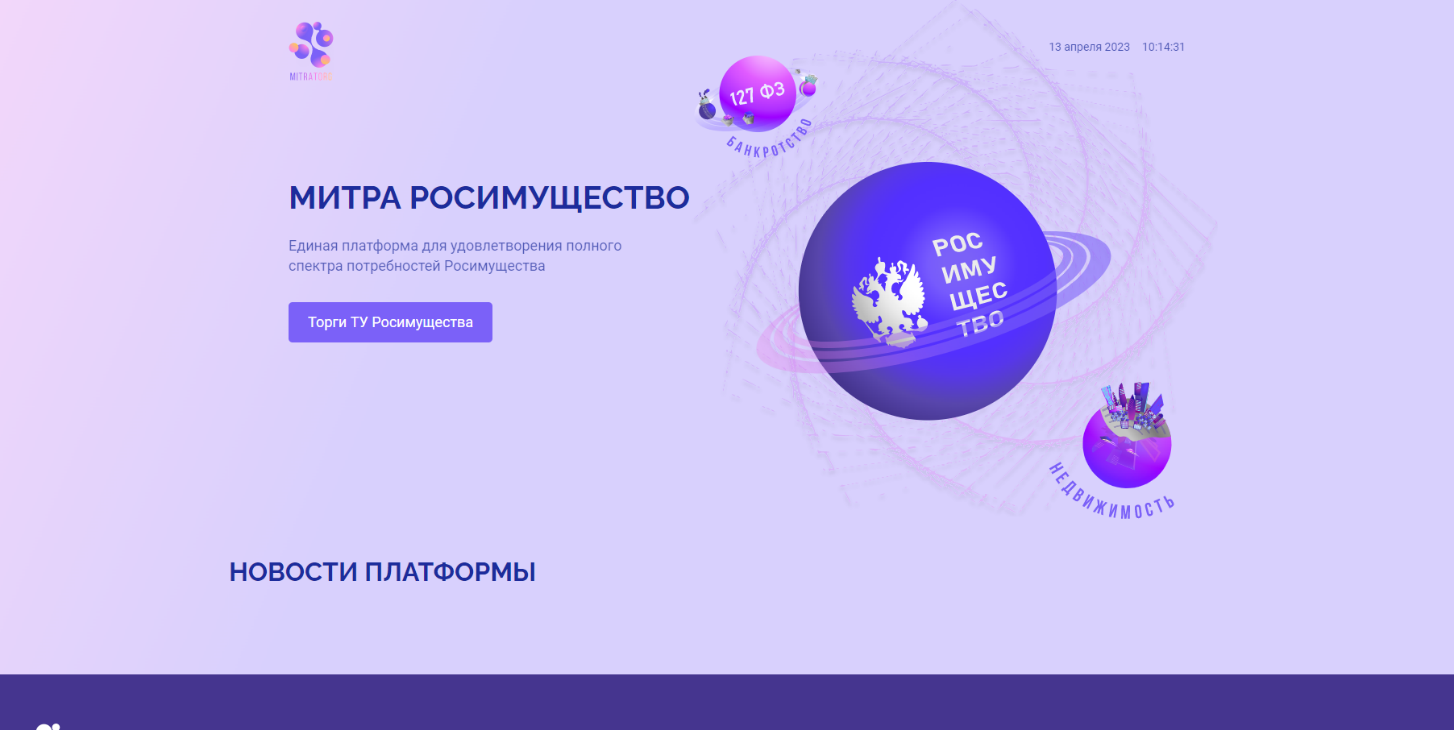 13 апреля 2023 10:14:31
127 ФЗ
БАНКРОТСТВО
МИТРА РОСИМУЩЕСТВО
Единая платформа для удовлетворения полного
спектра потребностей Росимущества
Торги ТУ Росимущества
РОС
ИМУ
ЩЕС
ТВО
НЕДВИЖИМОСТЬ
НОВОСТИ ПЛАТФОРМЫ